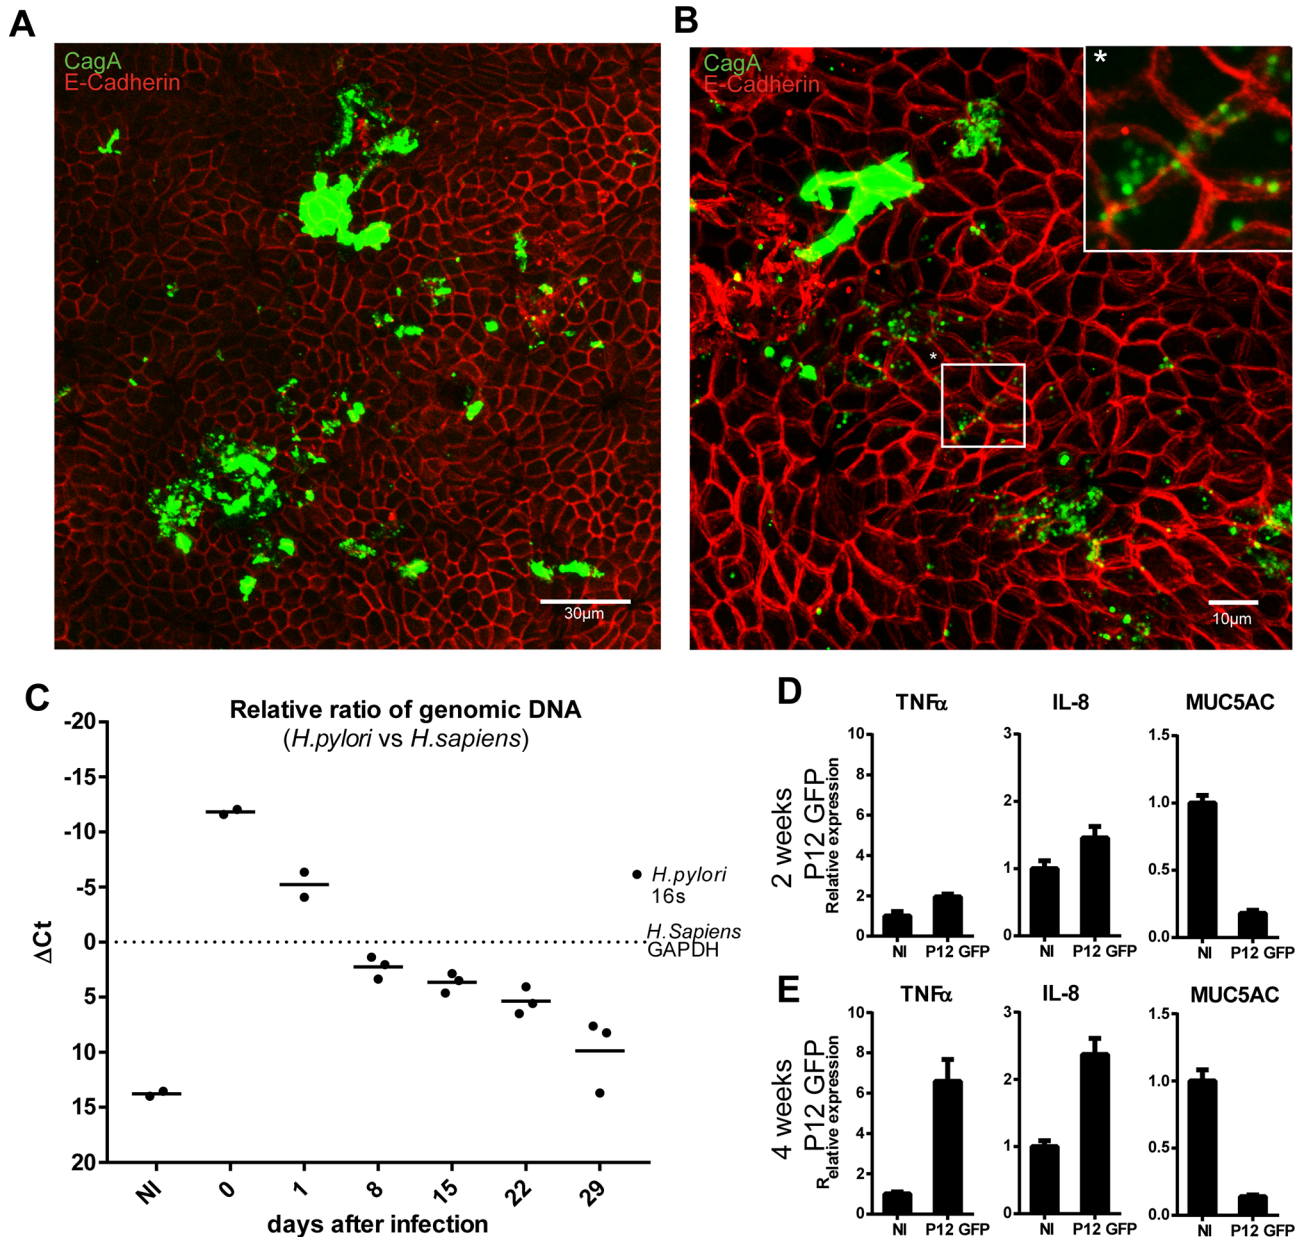 A
CagA
E-Cadherin
30µm
B
CagA
E-Cadherin
*
*
10µm
C
Relative ratio of genomic DNA
(H.pylori vs H.sapiens)
-20
-15
-10
-5
0
5
10
15
20
ΔCt
H.pylori
16s
H.Sapiens
GAPDH
NI
0
1
8
15
22
29
days after infection
D
2 weeks
P12 GFP
Relative expression
TNFα
10
8
6
4
2
0
NI P12 GFP
IL-8
3
2
1
0
NI P12 GFP
MUC5AC
1.5
1.0
0.5
0.0
NI P12 GFP
E
4 weeks
P12 GFP
Relative expression
TNFα
10
8
6
4
2
0
NI P12 GFP
IL-8
3
2
1
0
NI P12 GFP
MUC5AC
1.5
1.0
0.5
0.0
NI P12 GFP